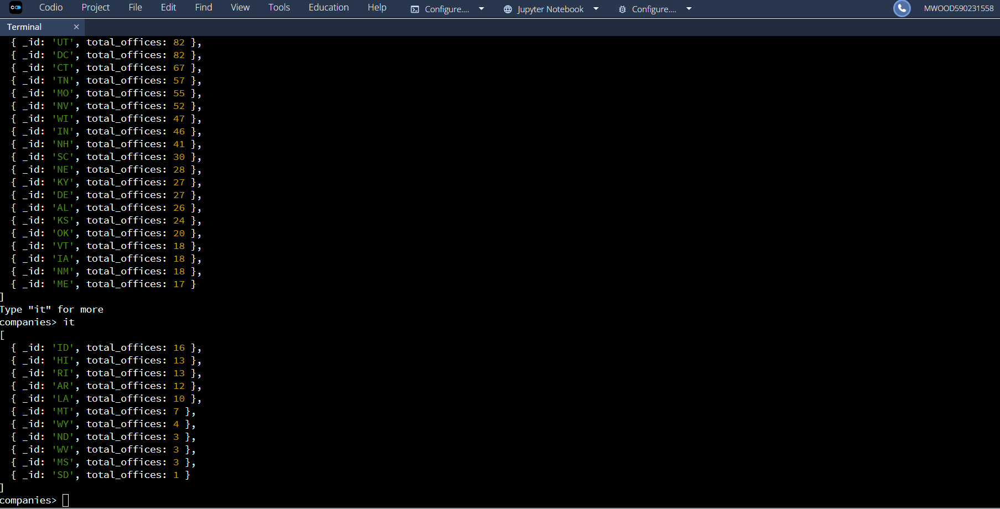 Codio Project File Edit Find View Tools Education Help Configure.... Jupyter Notebook Configure.... MWOOD590231558
Terminal ×
  { _id: 'UT', total_offices: 82 },
  { _id: 'DC', total_offices: 82 },
  { _id: 'CT', total_offices: 67 },
  { _id: 'TN', total_offices: 57 },
  { _id: 'MO', total_offices: 55 },
  { _id: 'NV', total_offices: 52 },
  { _id: 'WI', total_offices: 47 },
  { _id: 'IN', total_offices: 46 },
  { _id: 'NH', total_offices: 41 },
  { _id: 'SC', total_offices: 30 },
  { _id: 'NE', total_offices: 28 },
  { _id: 'KY', total_offices: 27 },
  { _id: 'DE', total_offices: 27 },
  { _id: 'AL', total_offices: 26 },
  { _id: 'KS', total_offices: 24 },
  { _id: 'OK', total_offices: 20 },
  { _id: 'VT', total_offices: 18 },
  { _id: 'IA', total_offices: 18 },
  { _id: 'NM', total_offices: 18 },
  { _id: 'ME', total_offices: 17 }
]
Type "it" for more
companies> it
[
  { _id: 'ID', total_offices: 16 },
  { _id: 'HI', total_offices: 13 },
  { _id: 'RI', total_offices: 13 },
  { _id: 'AR', total_offices: 12 },
  { _id: 'LA', total_offices: 10 },
  { _id: 'MT', total_offices: 7 },
  { _id: 'WY', total_offices: 4 },
  { _id: 'ND', total_offices: 3 },
  { _id: 'WV', total_offices: 3 },
  { _id: 'MS', total_offices: 3 },
  { _id: 'SD', total_offices: 1 }
]
companies>